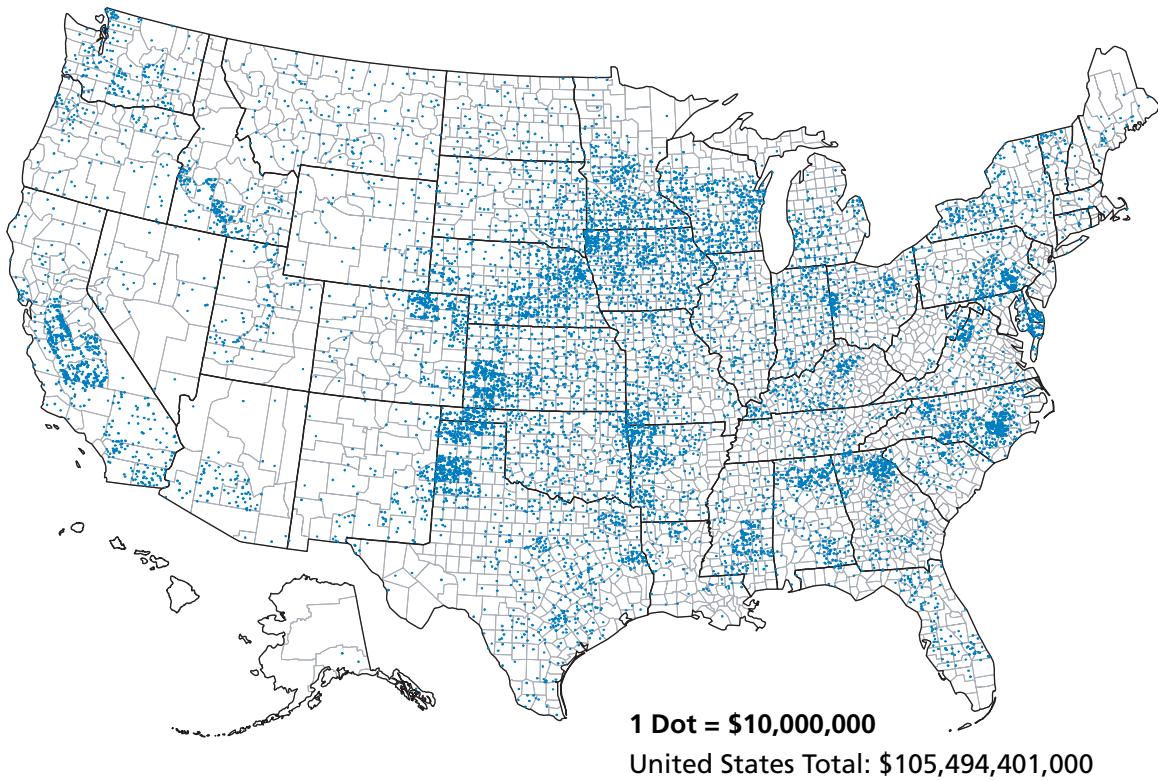 1 Dot = $10,000,000
United States Total: $105,494,401,000